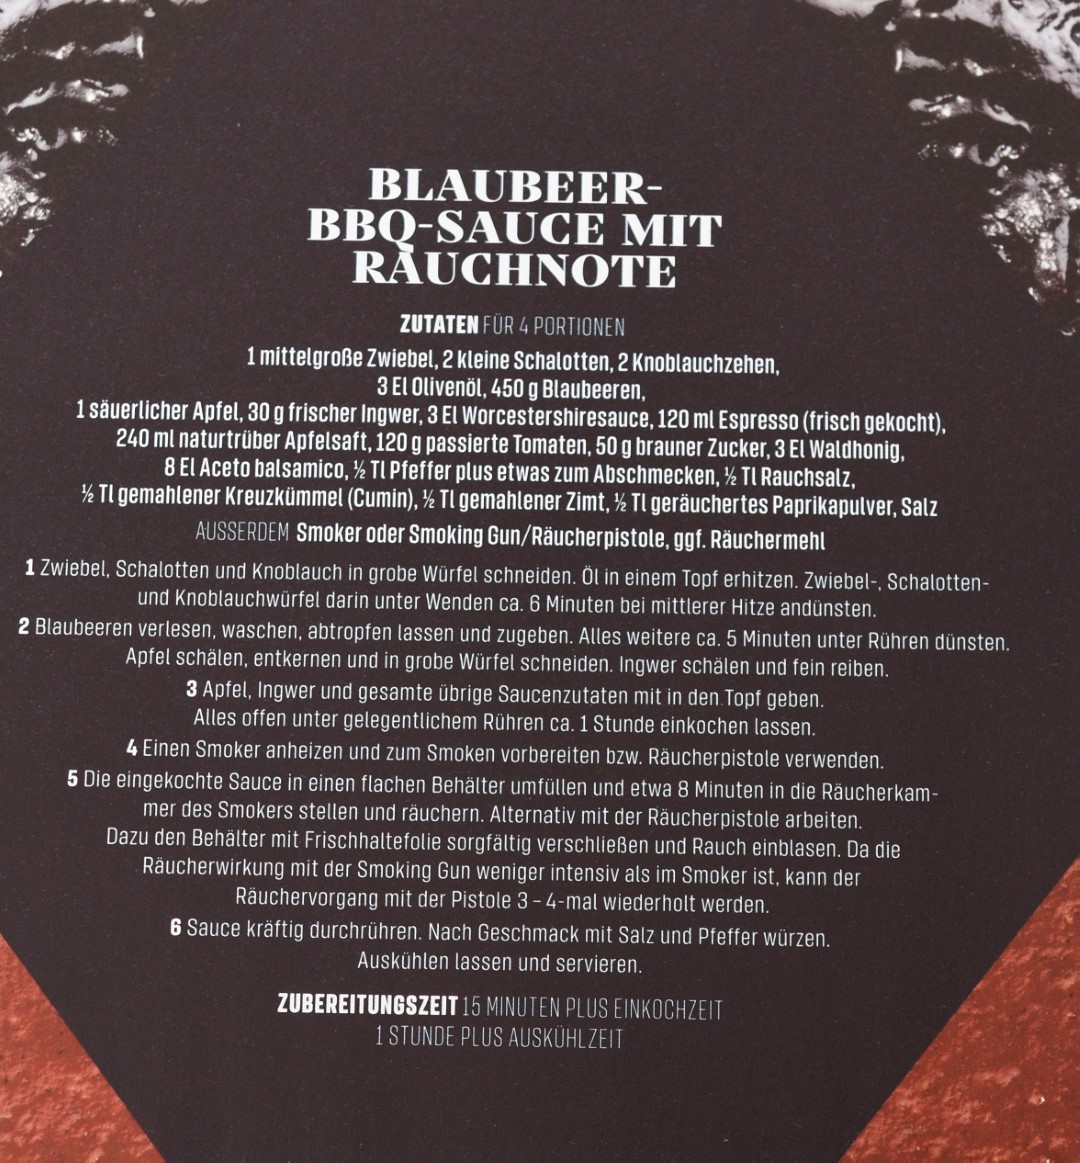 BLAUBEER-
BBQ-SAUCE MIT
RAUCHNOTE
ZUTATEN FÜR 4 PORTIONEN
1 mittelgroße Zwiebel, 2 kleine Schalotten, 2 Knoblauchzehen,
3 El Olivenöl, 450 g Blaubeeren,
1 säuerlicher Apfel, 30 g frischer Ingwer, 3 El Worcestershiresauce, 120 ml Espresso (frisch gekocht),
240 ml naturtrüber Apfelsaft, 120 g passierte Tomaten, 50 g brauner Zucker, 3 El Waldhonig,
8 El Aceto balsamico, ½ Tl Pfeffer plus etwas zum Abschmecken, ½ Tl Rauchsalz,
½ Tl gemahlener Kreuzkümmel (Cumin), ½ Tl gemahlener Zimt, ½ Tl geräuchertes Paprikapulver, Salz
AUSSERDEM Smoker oder Smoking Gun/Räucherpistole, ggf. Räuchermehl
1 Zwiebel, Schalotten und Knoblauch in grobe Würfel schneiden. Öl in einem Topf erhitzen. Zwiebel-, Schalotten-
und Knoblauchwürfel darin unter Wenden ca. 6 Minuten bei mittlerer Hitze andünsten.
2 Blaubeeren verlesen, waschen, abtropfen lassen und zugeben. Alles weitere ca. 5 Minuten unter Rühren dünsten.
Apfel schälen, entkernen und in grobe Würfel schneiden. Ingwer schälen und fein reiben.
3 Apfel, Ingwer und gesamte übrige Saucenzutaten mit in den Topf geben.
Alles offen unter gelegentlichem Rühren ca. 1 Stunde einkochen lassen.
4 Einen Smoker anheizen und zum Smoken vorbereiten bzw. Räucherpistole verwenden.
5 Die eingekochte Sauce in einen flachen Behälter umfüllen und etwa 8 Minuten in die Räucherkam-
mer des Smokers stellen und räuchern. Alternativ mit der Räucherpistole arbeiten.
Dazu den Behälter mit Frischhaltefolie sorgfältig verschließen und Rauch einblasen. Da die
Räucherwirkung mit der Smoking Gun weniger intensiv als im Smoker ist, kann der
Räuchervorgang mit der Pistole 3 – 4-mal wiederholt werden.
6 Sauce kräftig durchrühren. Nach Geschmack mit Salz und Pfeffer würzen.
Auskühlen lassen und servieren.
ZUBEREITUNGSZEIT 15 MINUTEN PLUS EINKOCHZEIT
1 STUNDE PLUS AUSKÜHLZEIT